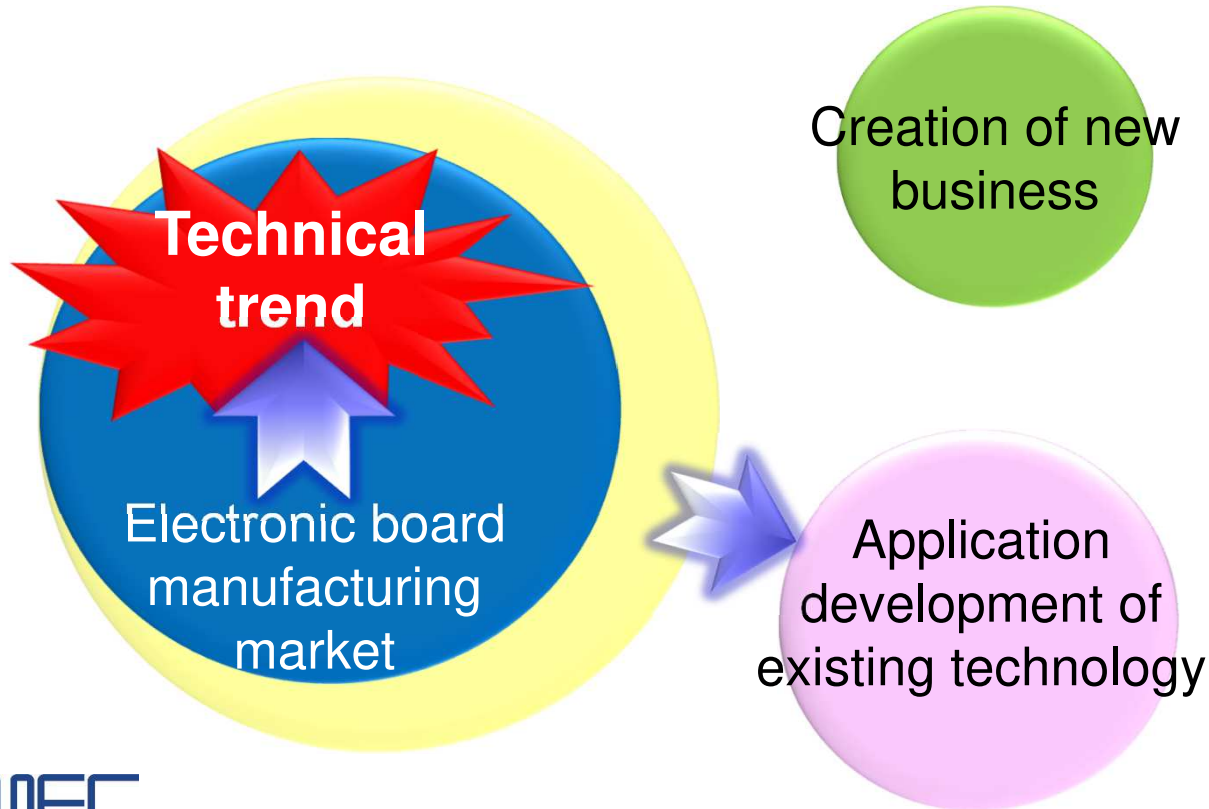 Creation of new
business
Technical
trend
Electronic board
manufacturing
market
Application
development of
existing technology